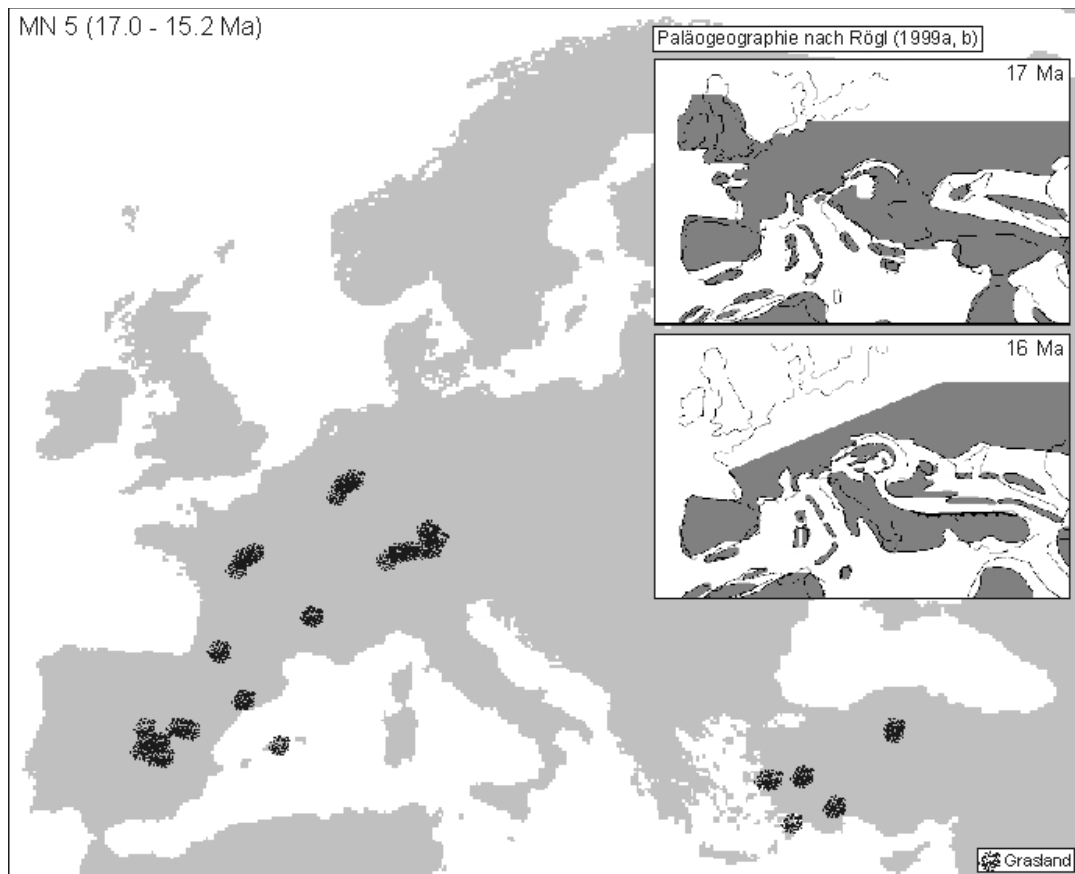 MN 5 (17.0 - 15.2 Ma)
Paläogeographie nach Rögl (1999a, b)
17 Ma
16 Ma
Grasland